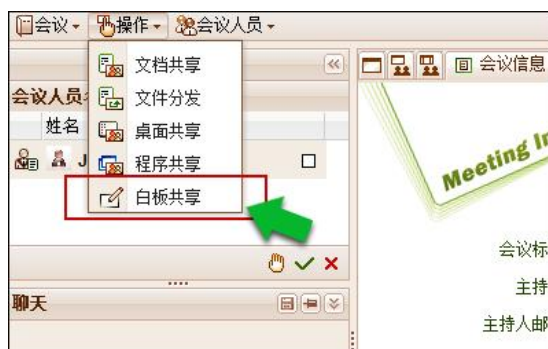 会议 操作 会议人员
文档共享
会议信息
文件分发
会议人员
姓名
桌面共享
J
程序共享
白板共享
Meeting In
会议标
主持
主持人邮
聊天